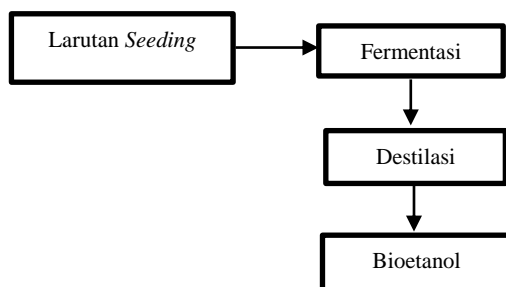 Larutan Seeding
Fermentasi
Destilasi
Bioetanol